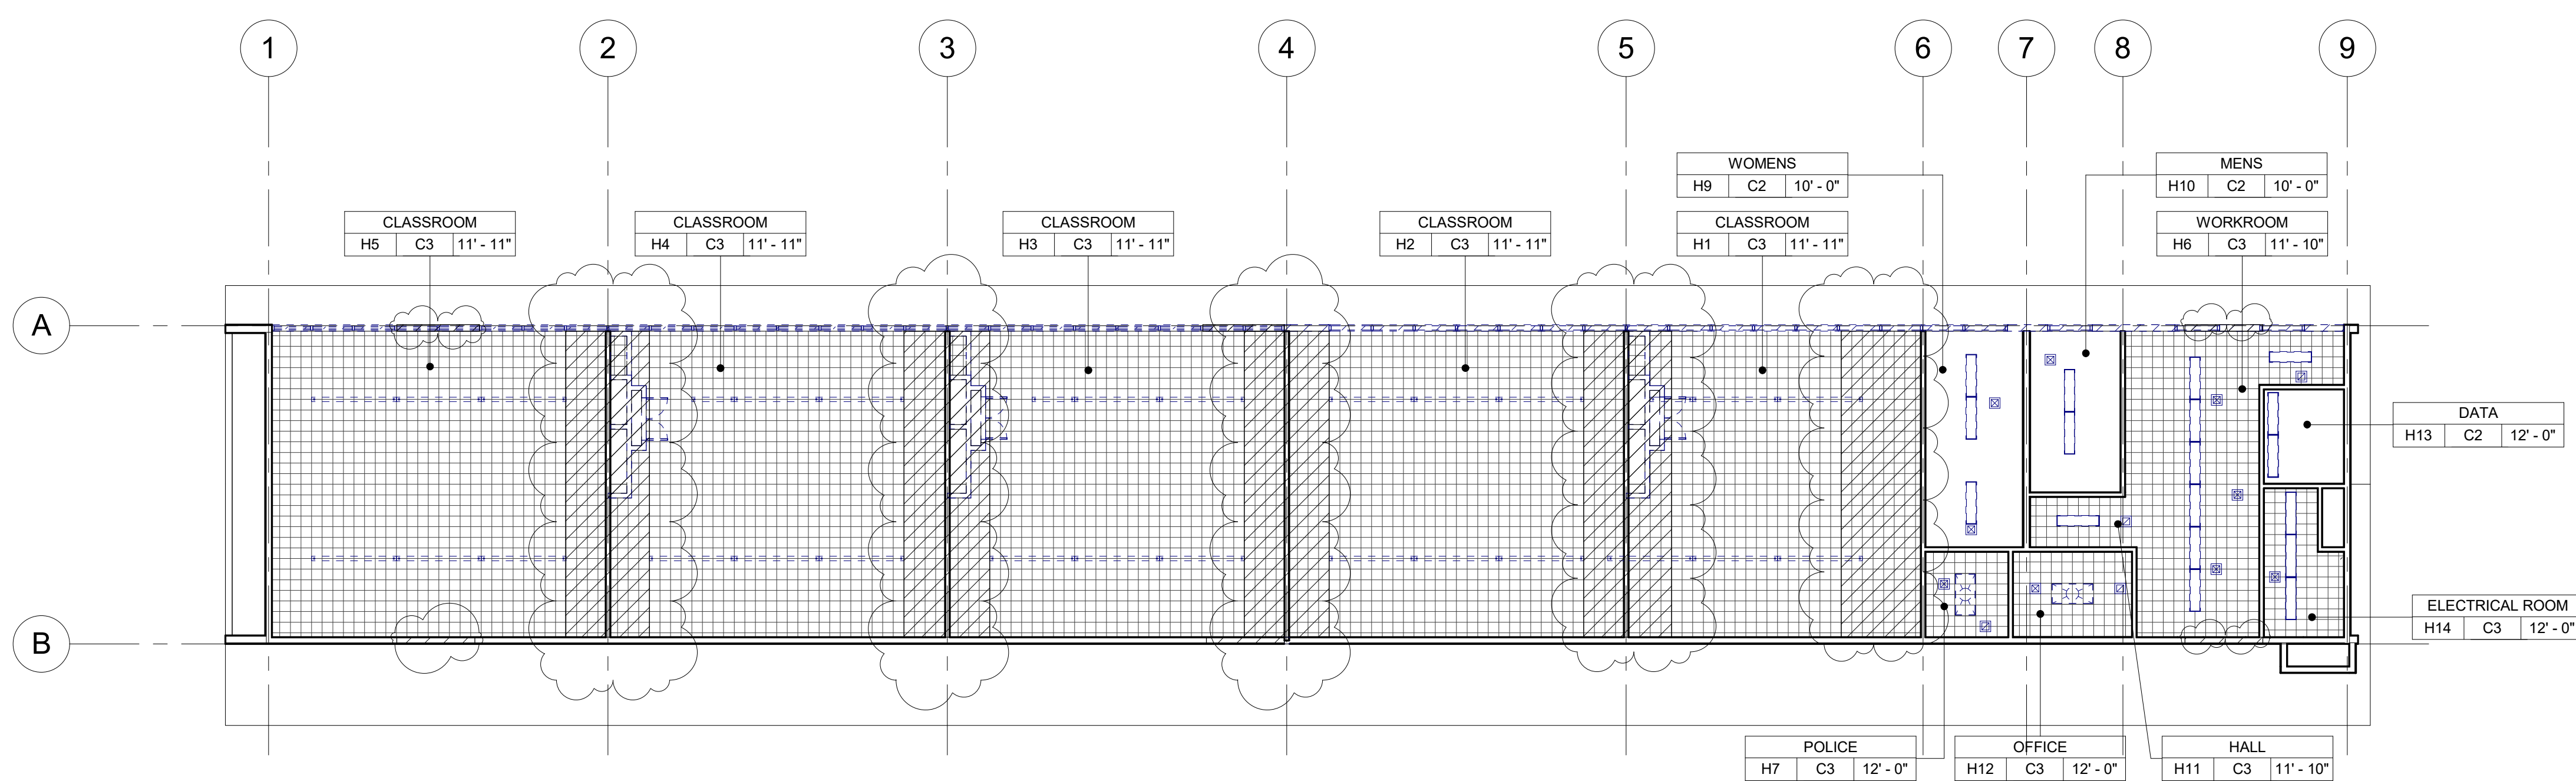 1 2 3 4 5 6 7 8 9
WOMENS
H9 C2 10' - 0"
MENS
H10 C2 10' - 0"
CLASSROOM
H5 C3 11' - 11"
CLASSROOM
H4 C3 11' - 11"
CLASSROOM
H3 C3 11' - 11"
CLASSROOM
H2 C3 11' - 11"
CLASSROOM
H1 C3 11' - 11"
WORKROOM
H6 C3 11' - 10"
A
DATA
H13 C2 12' - 0"
ELECTRICAL ROOM
H14 C3 12' - 0"
B
POLICE
H7 C3 12' - 0"
OFFICE
H12 C3 12' - 0"
HALL
H11 C3 11' - 10"